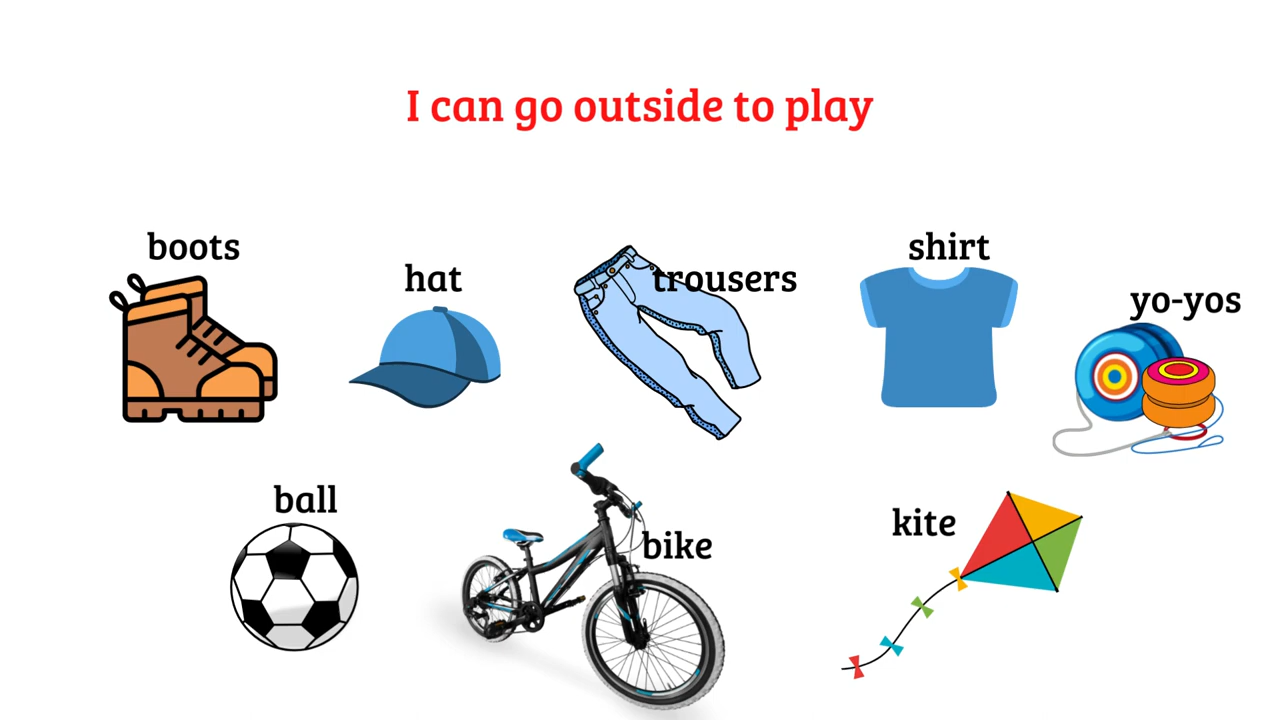 I can go outside to play
boots
hat
trousers
shirt
yo-yos
ball
bike
kite